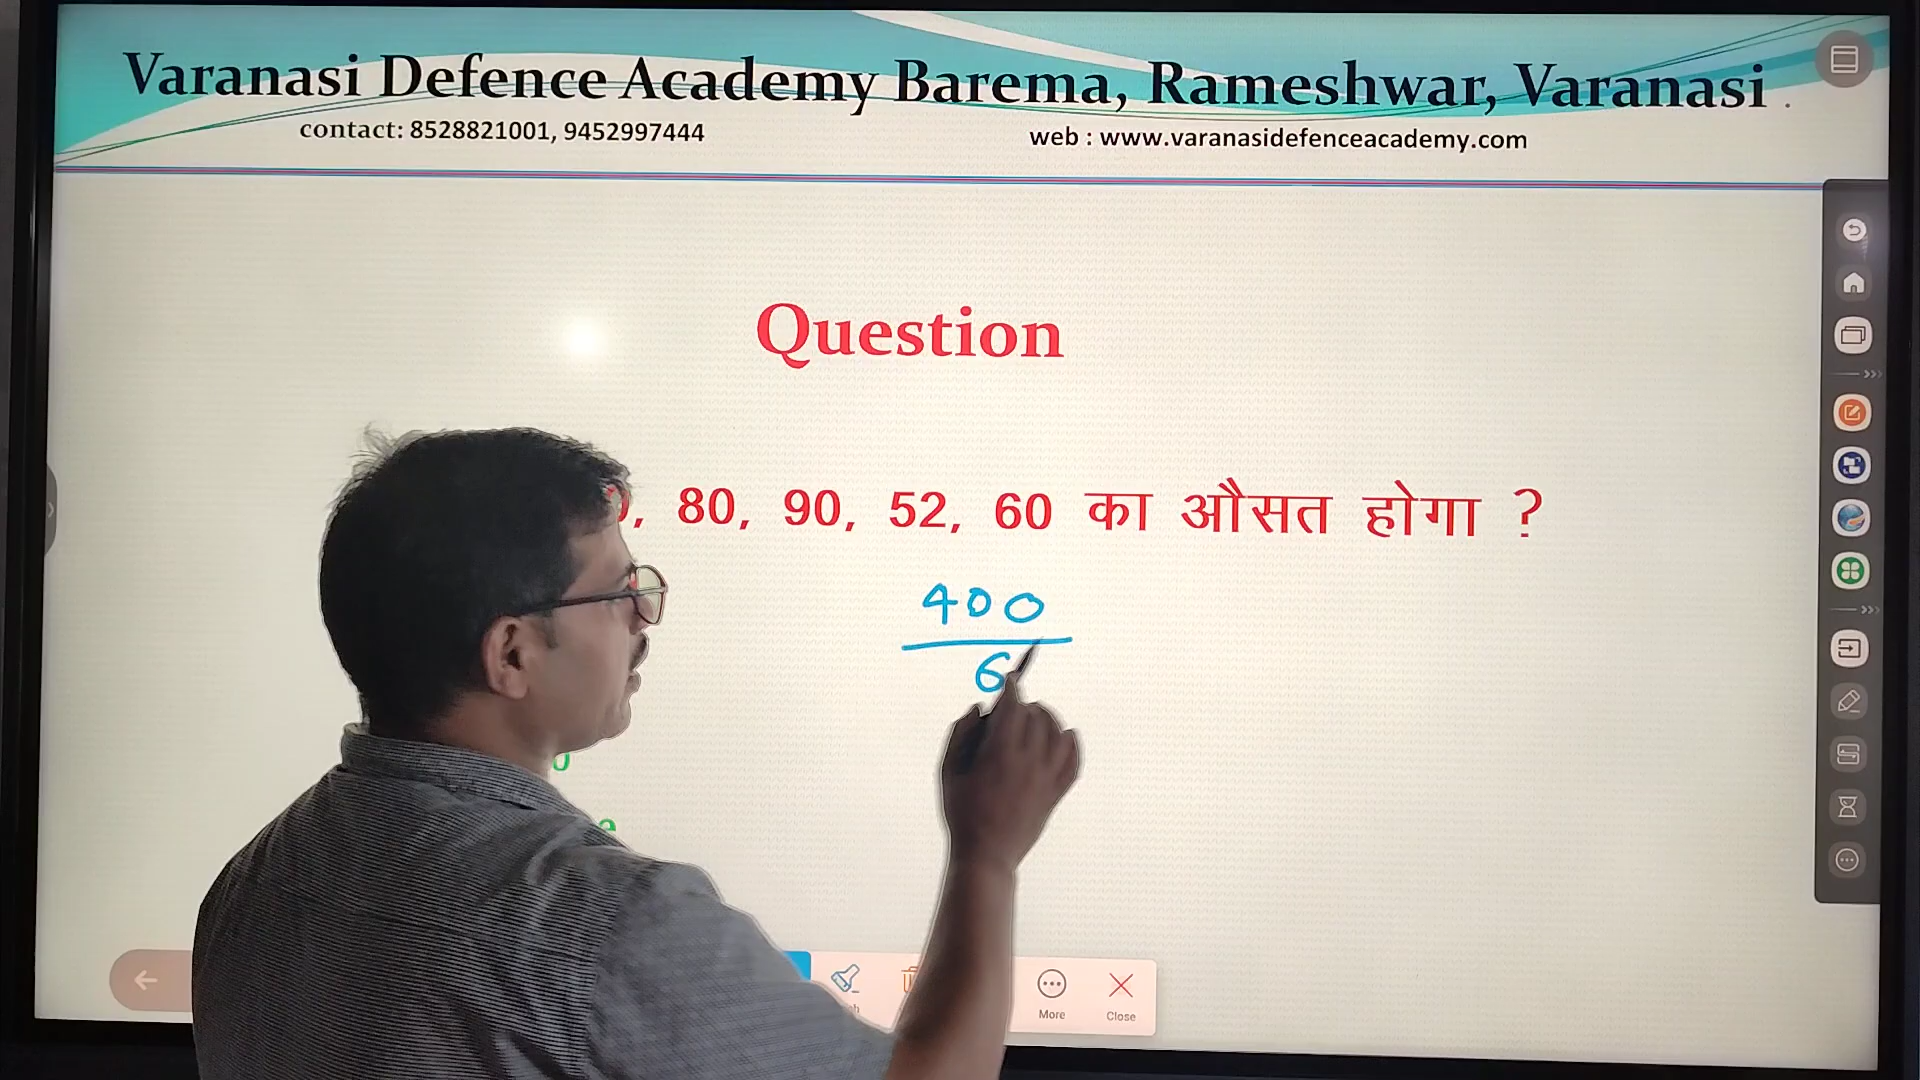 Varanasi Defence Academy Barema, Rameshwar, Varanasi .
contact: 8528821001, 9452997444
web : www.varanasidefenceacademy.com
Question
80, 90, 52, 60 का औसत होगा ?
400
6
More
Close